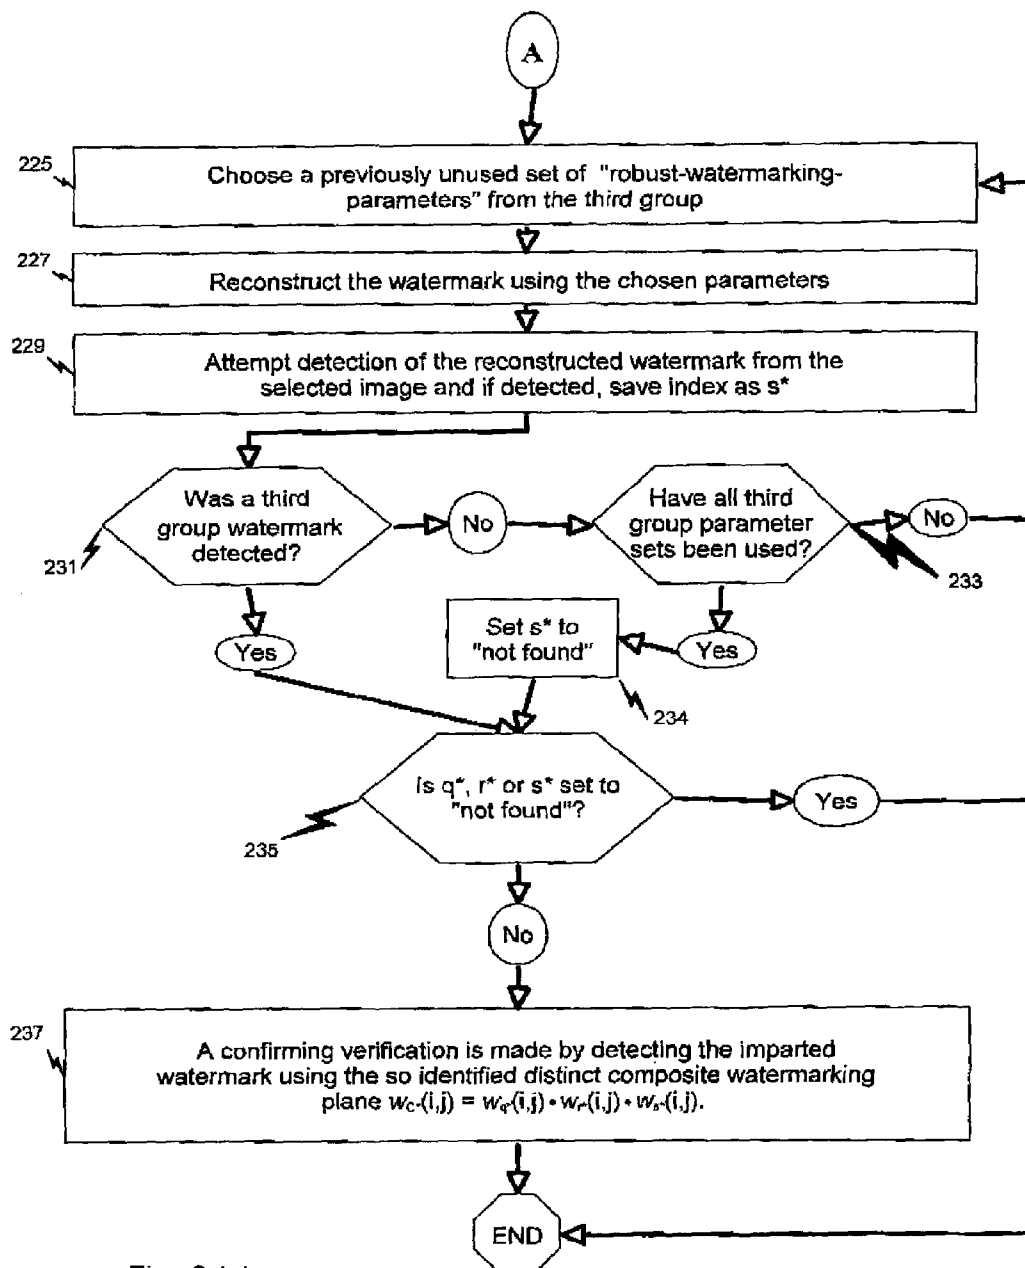 A
225
Choose a previously unused set of "robust-watermarking-
parameters" from the third group
227
Reconstruct the watermark using the chosen parameters
229
Attempt detection of the reconstructed watermark from the
selected image and if detected, save index as s*
Was a third
group watermark
detected?
231
No
Have all third
group parameter
sets been used?
No
233
Yes
Set s* to
"not found"
Yes
234
Is q*, r* or s* set to
"not found"?
235
Yes
No
237
A confirming verification is made by detecting the imparted
watermark using the so identified distinct composite watermarking
plane w_C*(i,j) = w_q*(i,j) • w_r*(i,j) • w_s*(i,j).
END